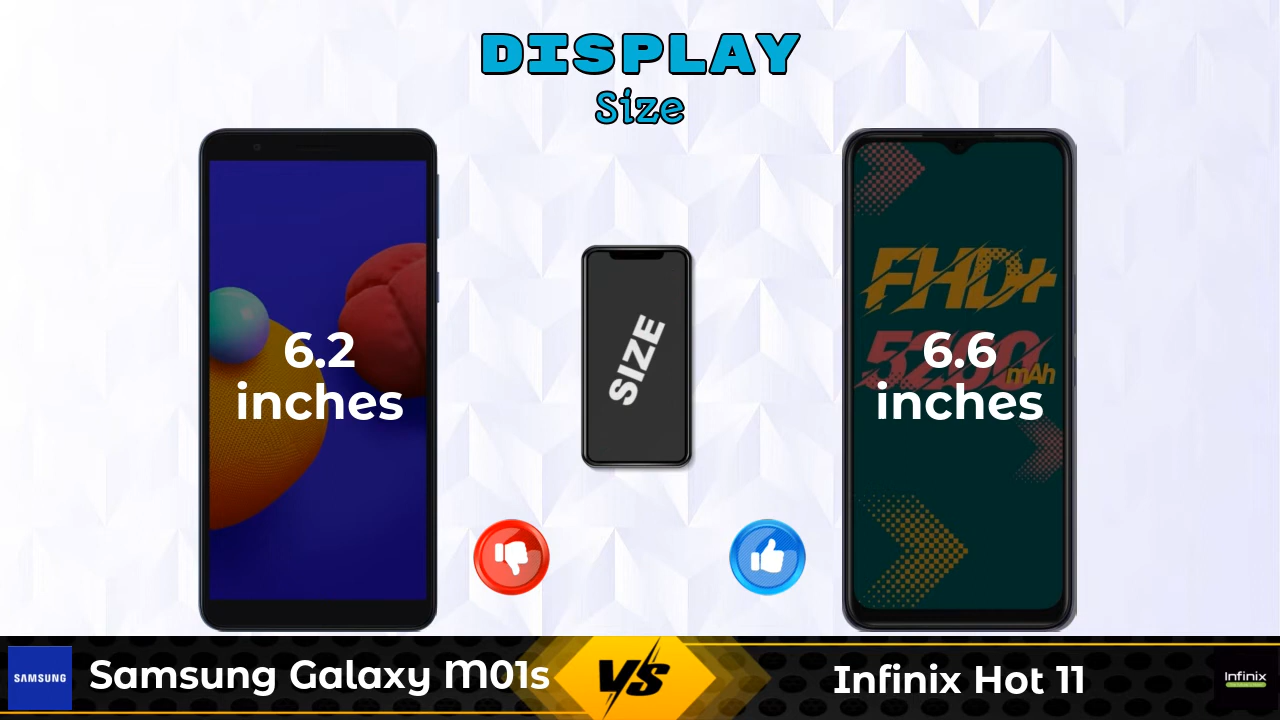 DISPLAY
Size
6.2
inches
SIZE
FHD+
5200
mAh
6.6
inches
SAMSUNG
Samsung Galaxy M01s
VS
Infinix Hot 11
Infinix